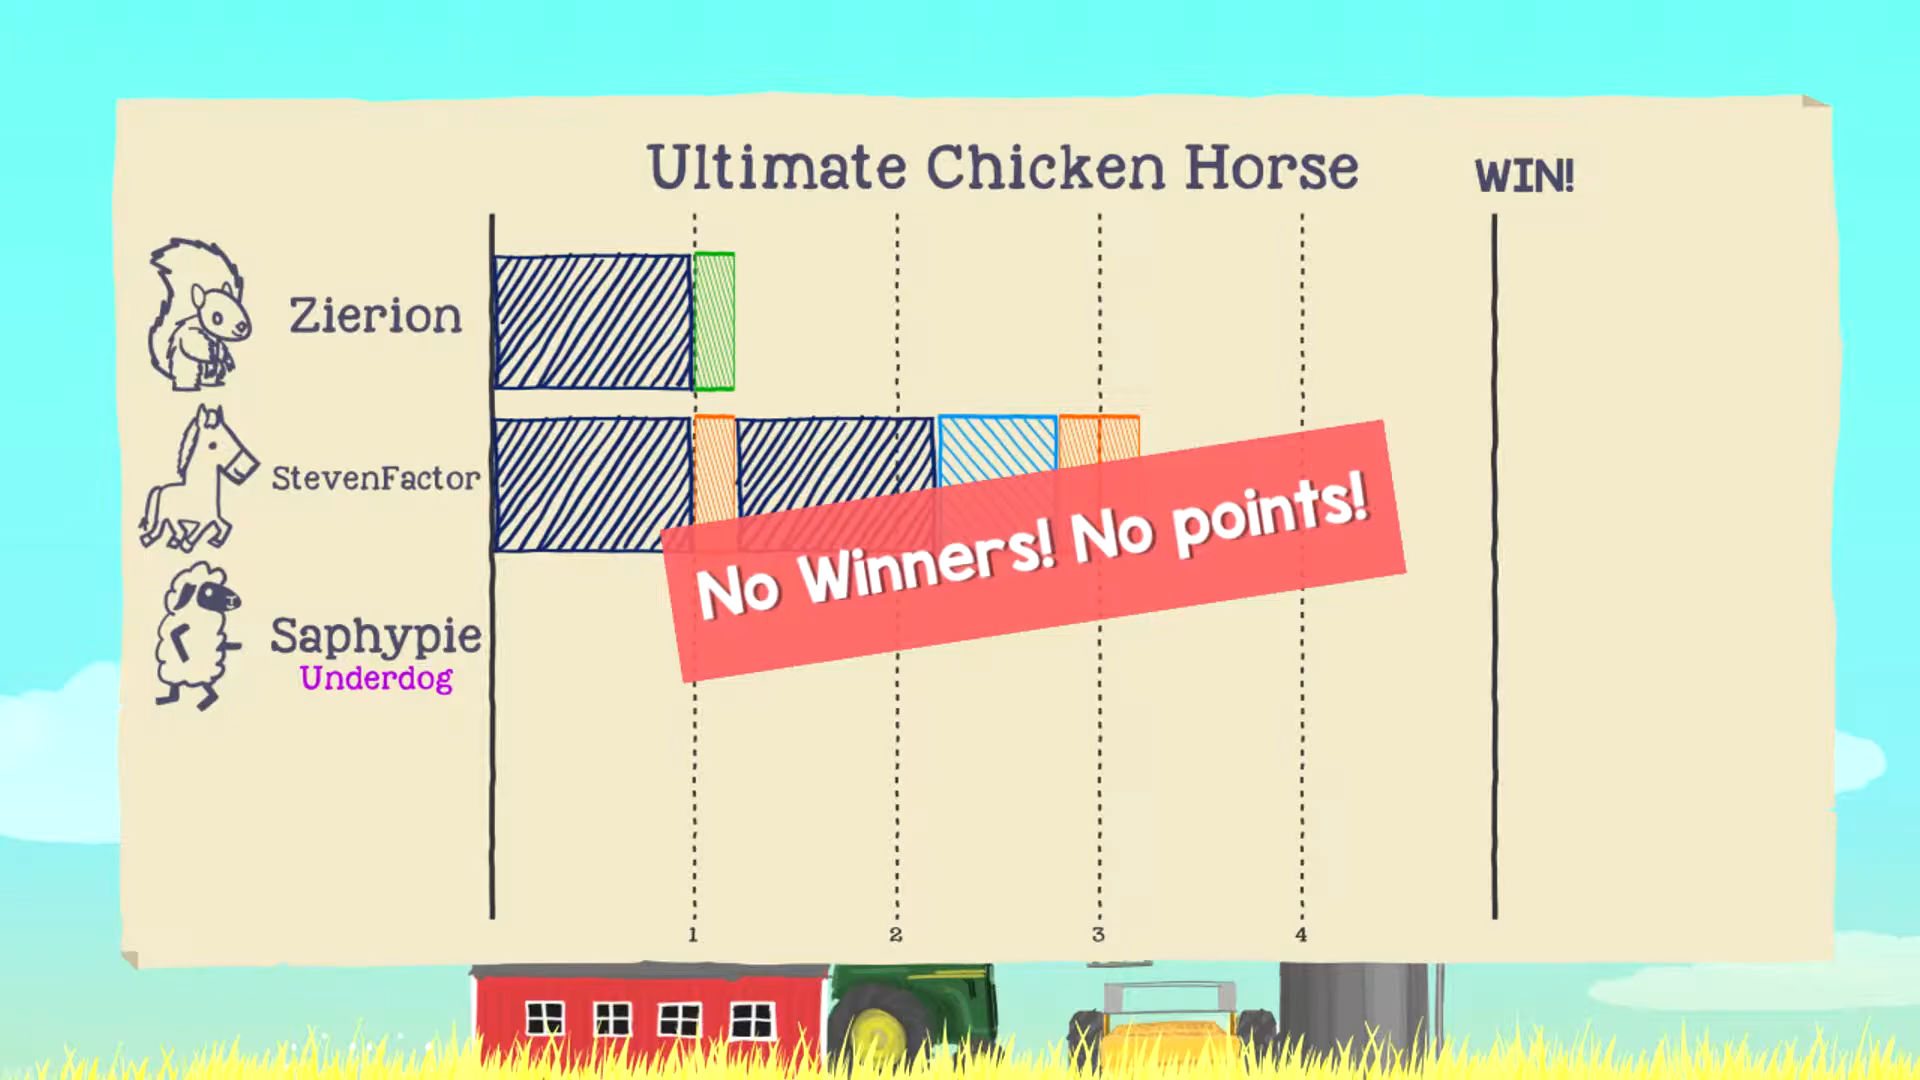 Ultimate Chicken Horse
WIN!
Zierion
StevenFactor
No Winners! No points!
Saphypie
Underdog
1 2 3 4